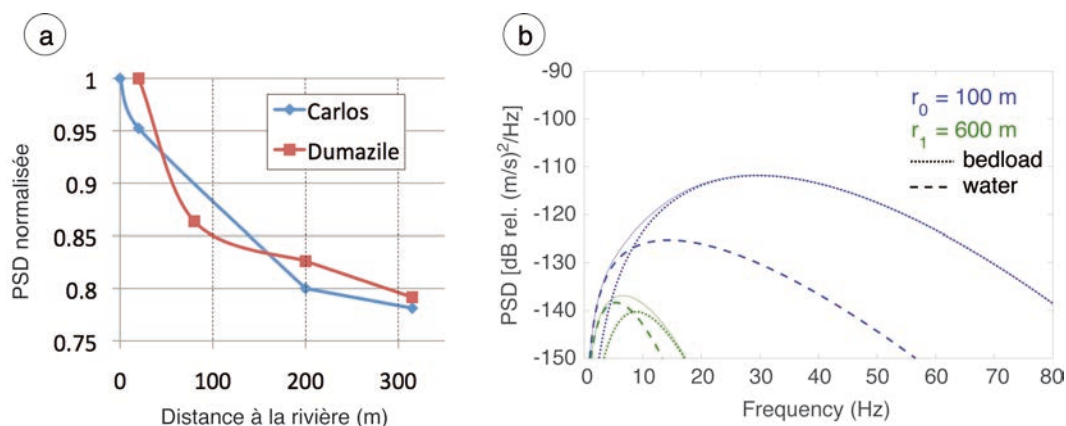 a
PSD normalisée
1
0.95
0.9
0.85
0.8
0.75
Carlos
Dumazile
0 100 200 300
Distance à la rivière (m)
b
PSD [dB rel. (m/s)²/Hz]
-90
-100
-110
-120
-130
-140
-150
r₀ = 100 m
r₁ = 600 m
bedload
water
0 10 20 30 40 50 60 70 80
Frequency (Hz)